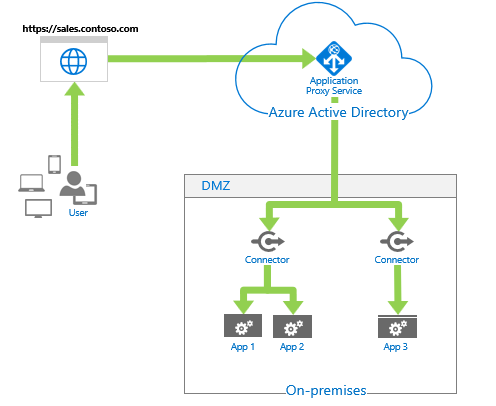 https://sales.contoso.com
Application
Proxy Service
Azure Active Directory
User
DMZ
Connector
Connector
App 1
App 2
App 3
On-premises